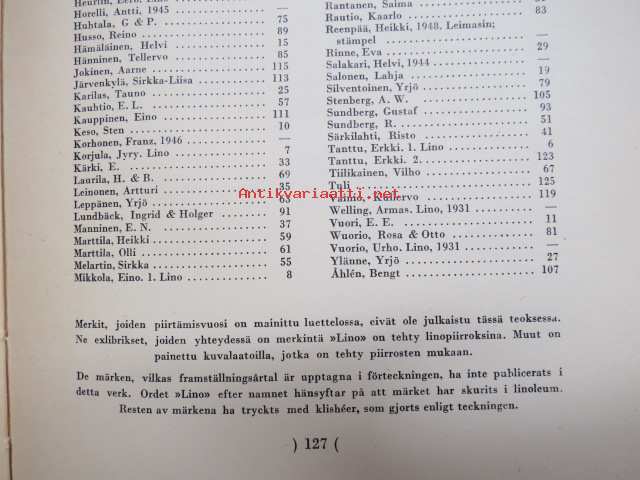 Horelli, Antti, 1945 —
Huhtala, G & P. 75
Husso, Reino 89
Hämäläinen, Helvi 15
Hänninen, Tellervo 85
Jokinen, Aarne 115
Järvenkylä, Sirkka-Liisa 113
Karilas, Tauno 25
Kauhtio, E. L. 57
Kauppinen, Eino 111
Keso, Sten 10
Korhonen, Franz, 1946 —
Korjula, Jyry. Lino 7
Kärki, E. 33
Laurila, H. & B. 69
Leinonen, Artturi 35
Leppänen, Yrjö 63
Lundbäck, Ingrid & Holger 91
Manninen, E. N. 37
Marttila, Heikki 59
Marttila, Olli 61
Melartin, Sirkka 55
Mikkola, Eino. 1. Lino 8
Rantanen, Saima
Rautio, Kaarlo 83
Reenpää, Heikki, 1948. Leimasin;
stämpel —
Rinne, Eva 29
Salakari, Helvi, 1944 —
Salonen, Lahja 19
Silventoinen, Yrjö 79
Stenberg, A. W. 105
Sundberg, Gustaf 93
Sundberg, R. 51
Särkilahti, Risto 41
Tanttu, Erkki. 1. Lino 6
Tanttu, Erkki. 2. 123
Tiilikainen, Vilho 67
Tuli 125
Vainio, Kullervo 119
Welling, Armas. Lino, 1931 —
Vuori, E. E. 11
Wuorio, Rosa & Otto 81
Vuorio, Urho. Lino, 1931 —
Ylänne, Yrjö 27
Åhlén, Bengt 107
Antikvariaatti.net
Merkit, joiden piirtämisvuosi on mainittu luettelossa, eivät ole julkaistu tässä teoksessa.
Ne exlibrikset, joiden yhteydessä on merkintä »Lino» on tehty linopiirroksina. Muut on
painettu kuvalaatoilla, jotka on tehty piirrosten mukaan.
De märken, vilkas framställningsårtal är upptagna i förteckningen, ha inte publicerats i
detta verk. Ordet »Lino» efter namnet hänsyftar på att märket har skurits i linoleum.
Resten av märkena ha tryckts med klishéer, som gjorts enligt teckningen.
) 127 (